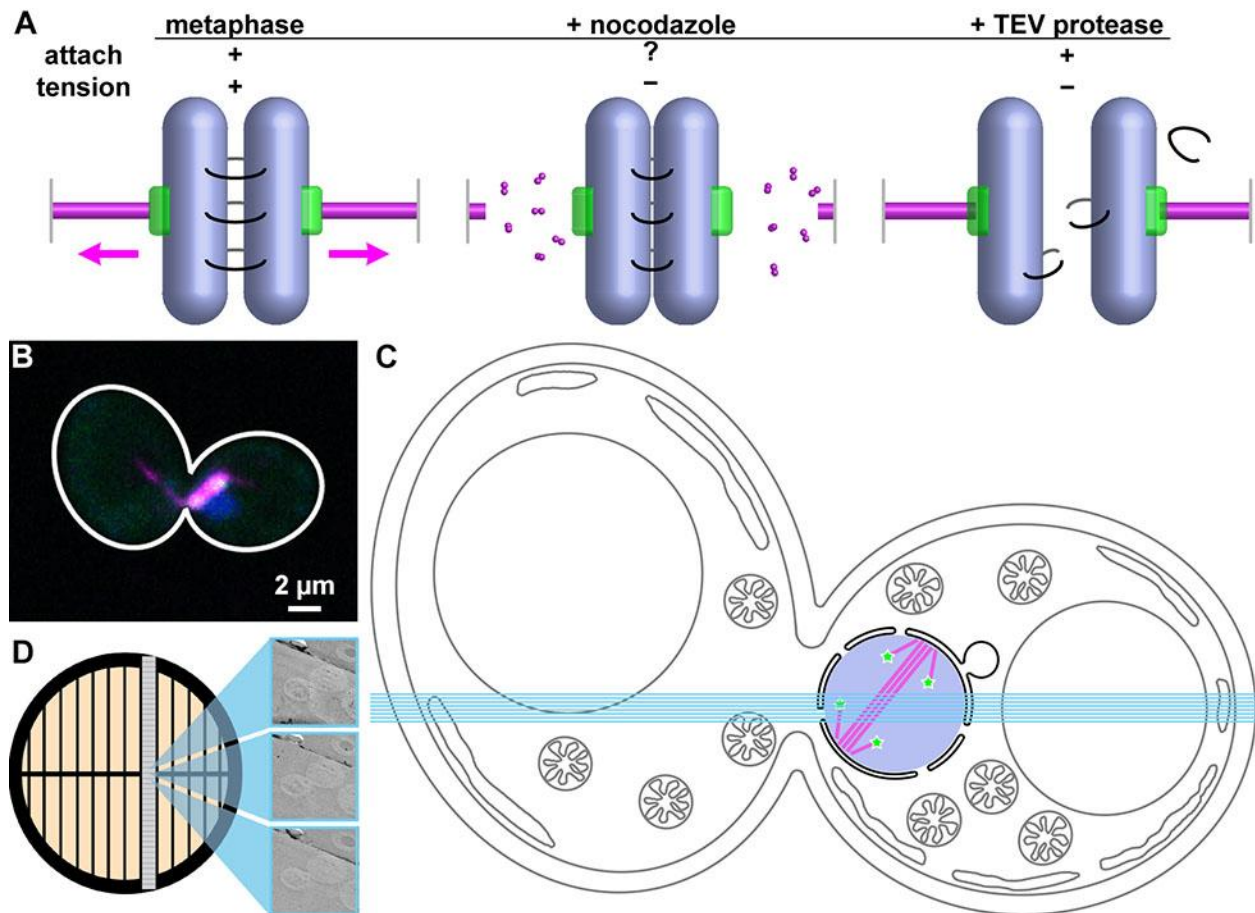 A
metaphase + nocodazole + TEV protease
attach + ? +
tension + − −
B
2 µm
C
D